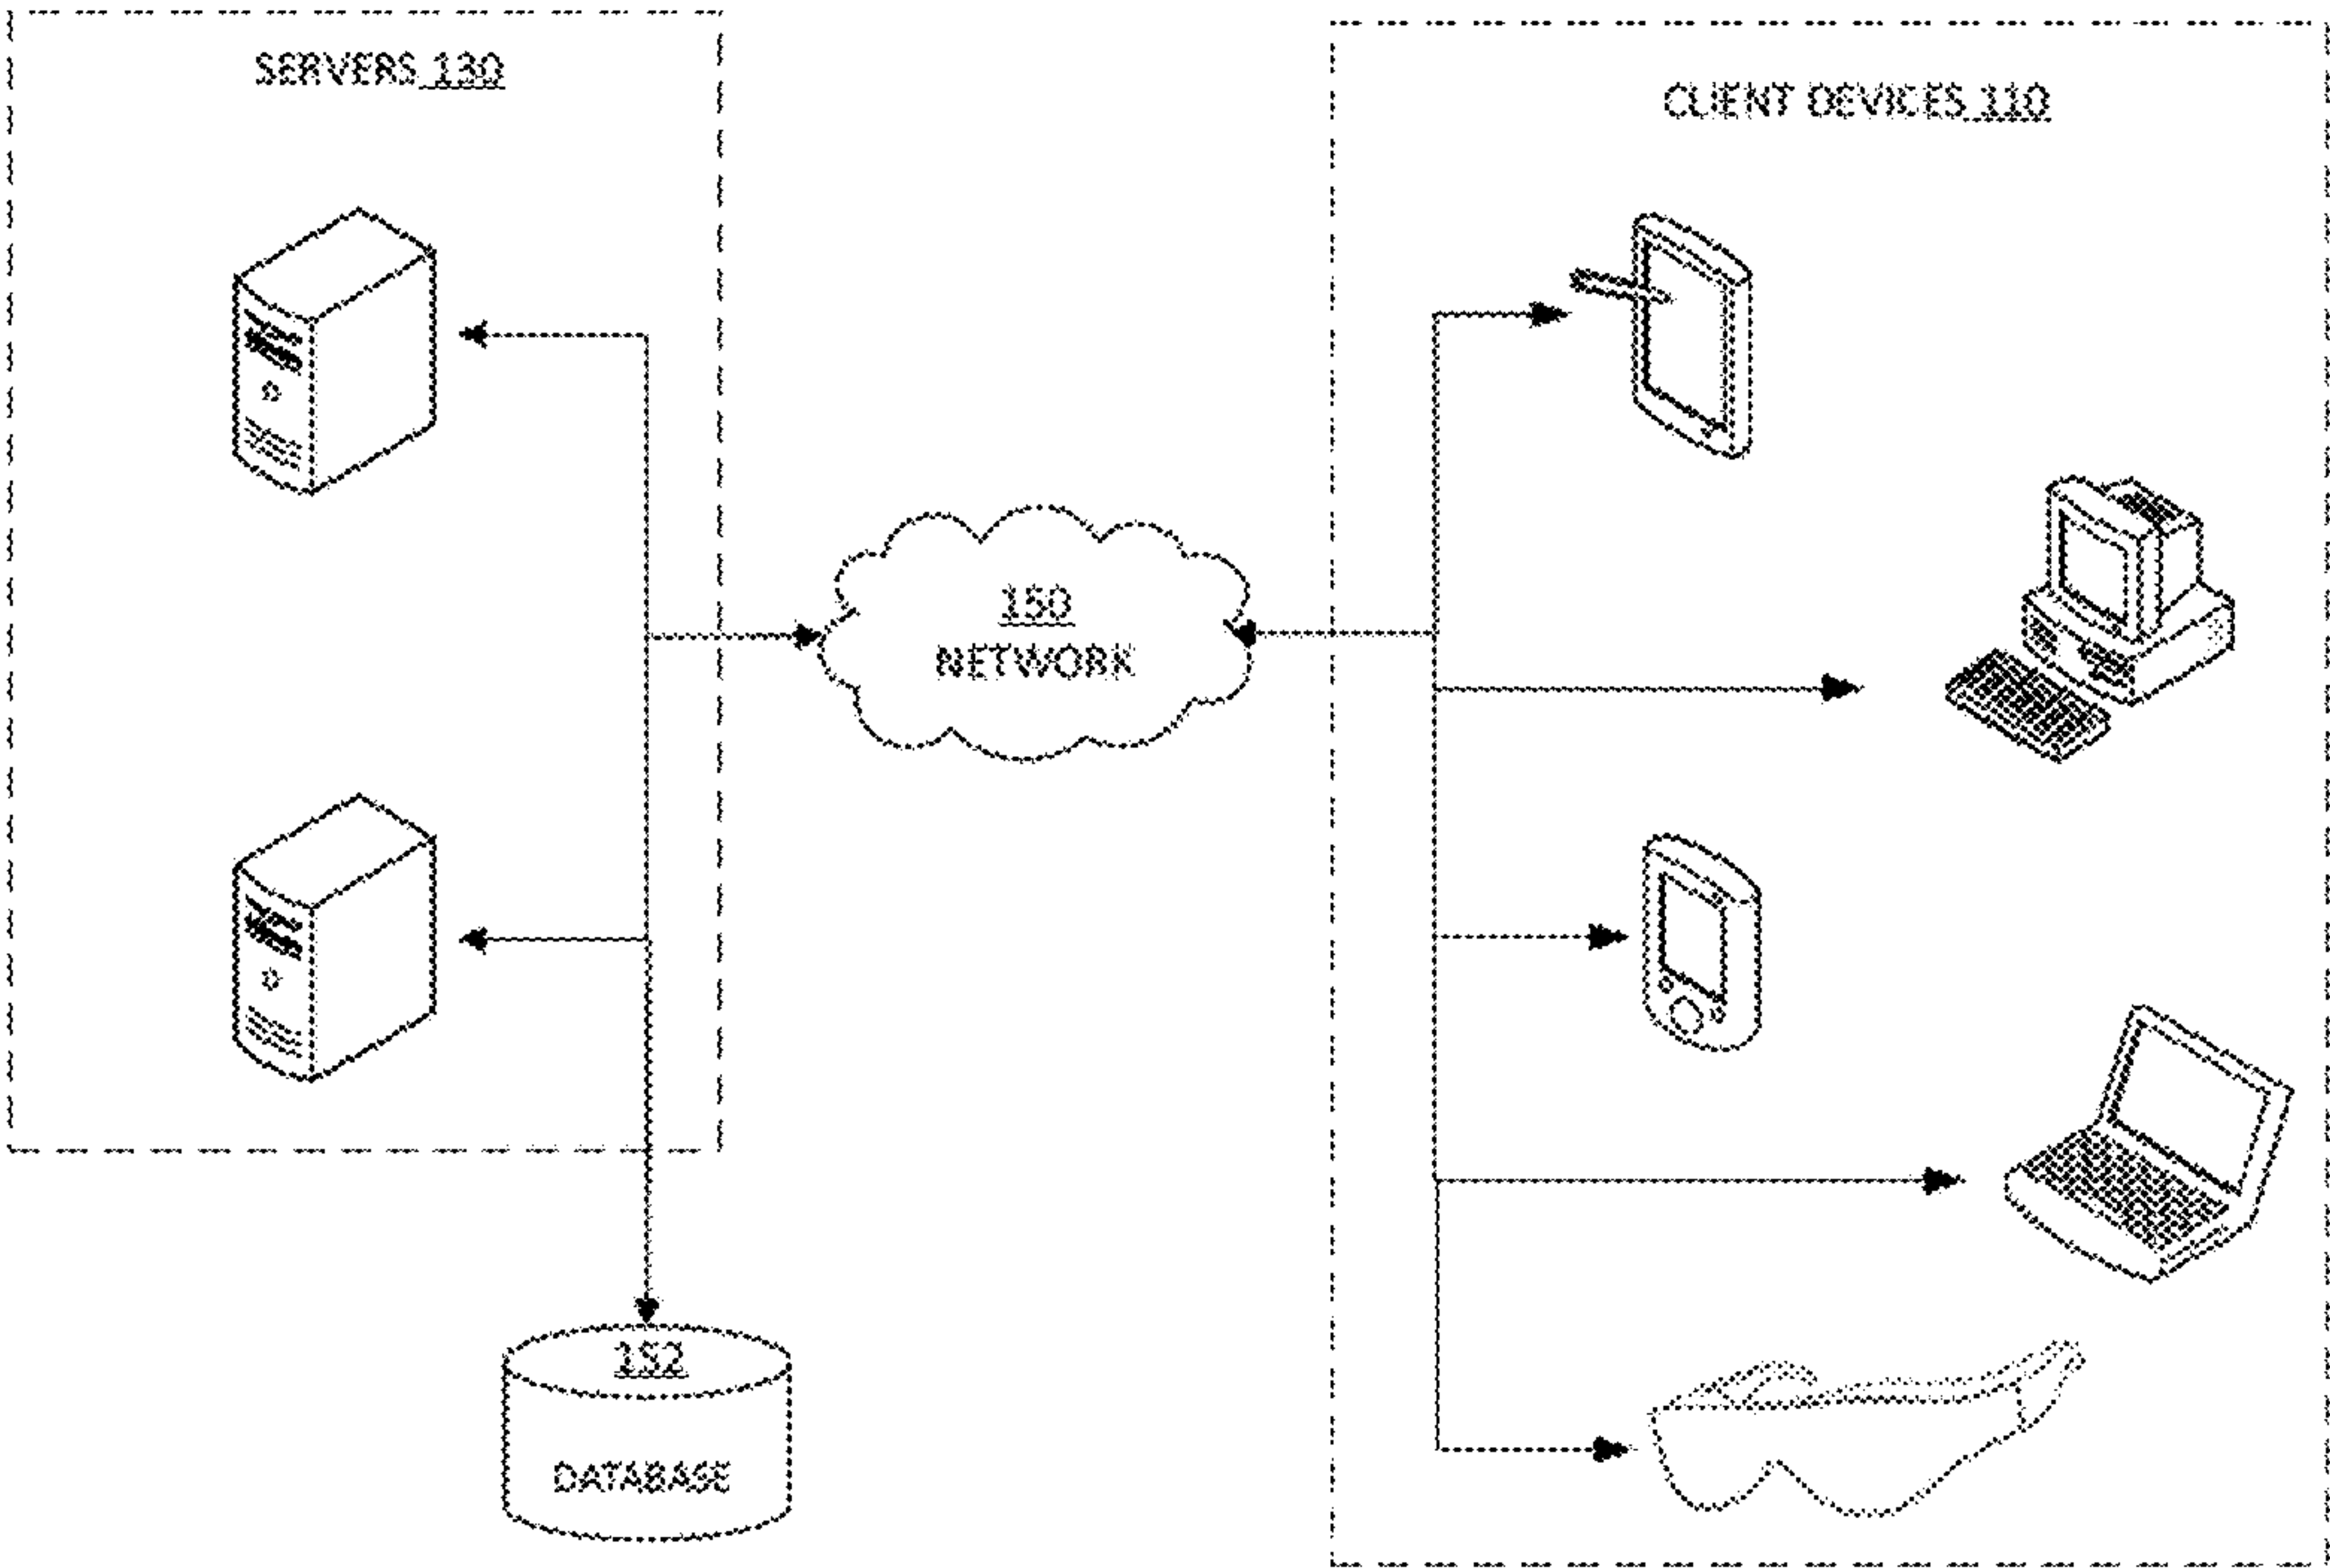 SERVERS 130
CLIENT DEVICES 110
150
NETWORK
152
DATABASE